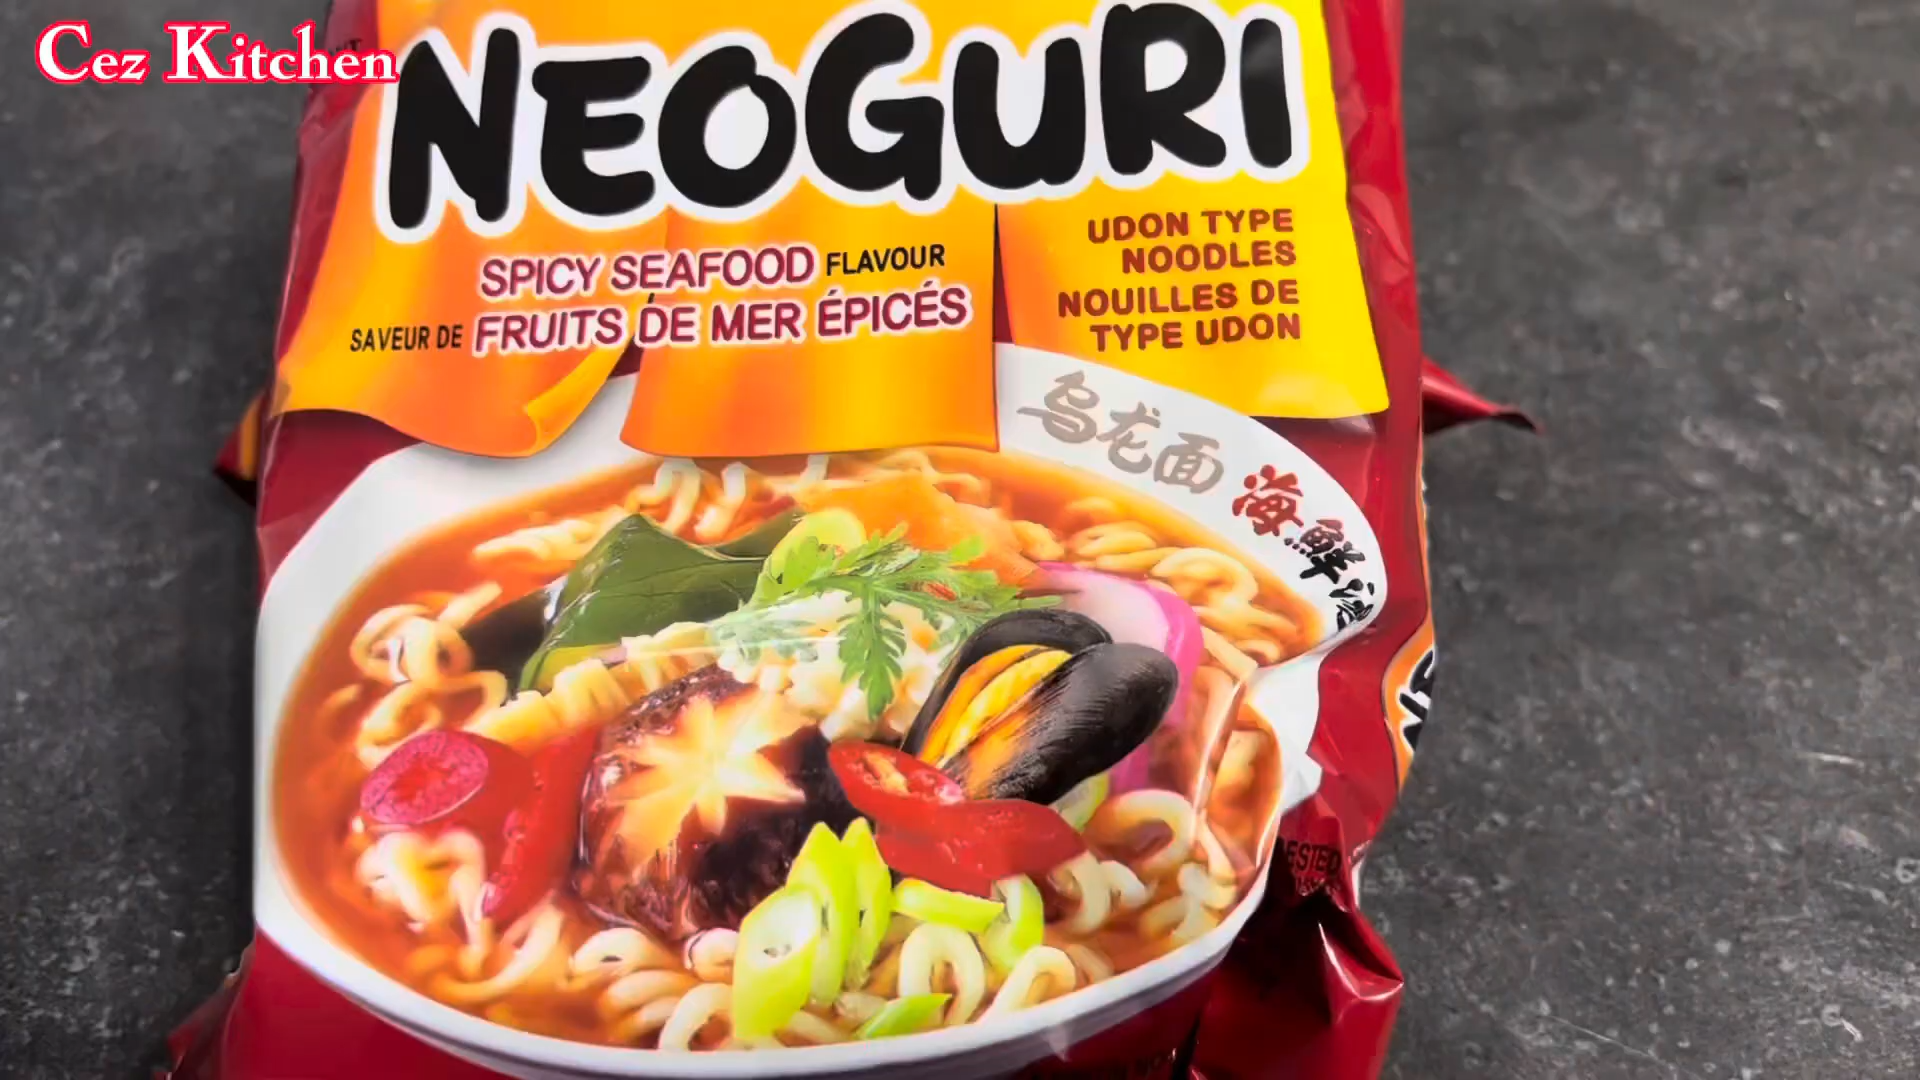 Cez Kitchen
NEOGURI
SPICY SEAFOOD FLAVOUR
SAVEUR DE FRUITS DE MER ÉPICÉS
UDON TYPE
NOODLES
NOUILLES DE
TYPE UDON
乌龙面 海鲜